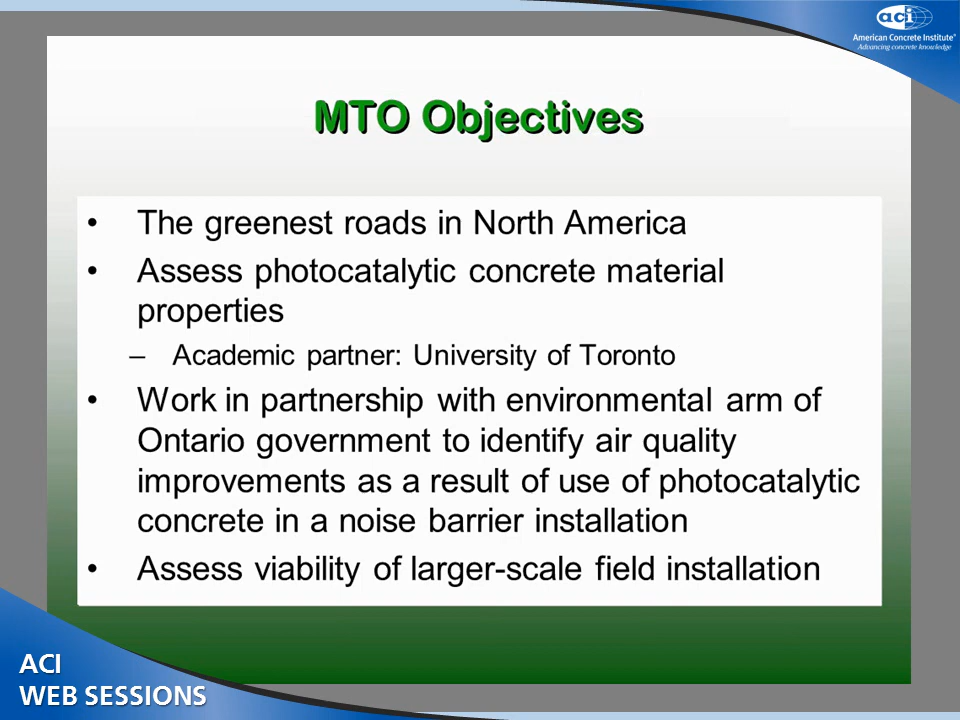 aci
American Concrete Institute®
Advancing concrete knowledge
MTO Objectives
• The greenest roads in North America
• Assess photocatalytic concrete material
properties
– Academic partner: University of Toronto
• Work in partnership with environmental arm of
Ontario government to identify air quality
improvements as a result of use of photocatalytic
concrete in a noise barrier installation
• Assess viability of larger-scale field installation
ACI
WEB SESSIONS